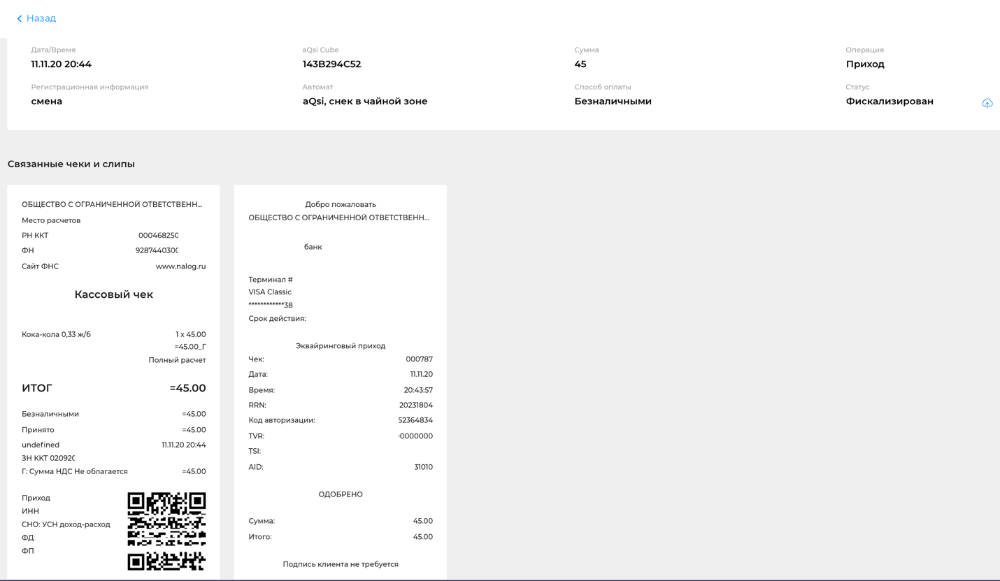 Назад
Дата/Время aQsi Cube Сумма Операция
11.11.20 20:44 143B294C52 45 Приход
Регистрационная информация Автомат Способ оплаты Статус
смена aQsi, снек в чайной зоне Безналичными Фискализирован
Связанные чеки и слипы
ОБЩЕСТВО С ОГРАНИЧЕННОЙ ОТВЕТСТВЕНН...
Место расчетов
РН ККТ 000468250
ФН 9287440300
Сайт ФНС www.nalog.ru
Кассовый чек
Кока-кола 0,33 ж/б 1 x 45.00
=45.00_Г
Полный расчет
ИТОГ =45.00
Безналичными =45.00
Принято =45.00
undefined 11.11.20 20:44
ЗН ККТ 020920
Г: Сумма НДС Не облагается =45.00
Приход
ИНН
СНО: УСН доход-расход
ФД
ФП
Добро пожаловать
ОБЩЕСТВО С ОГРАНИЧЕННОЙ ОТВЕТСТВЕНН...
банк
Терминал #
VISA Classic
************38
Срок действия:
Эквайринговый приход
Чек: 000787
Дата: 11.11.20
Время: 20:43:57
RRN: 20231804
Код авторизации: 52364834
TVR: 0000000
TSI:
AID: 31010
ОДОБРЕНО
Сумма: 45.00
Итого: 45.00
Подпись клиента не требуется